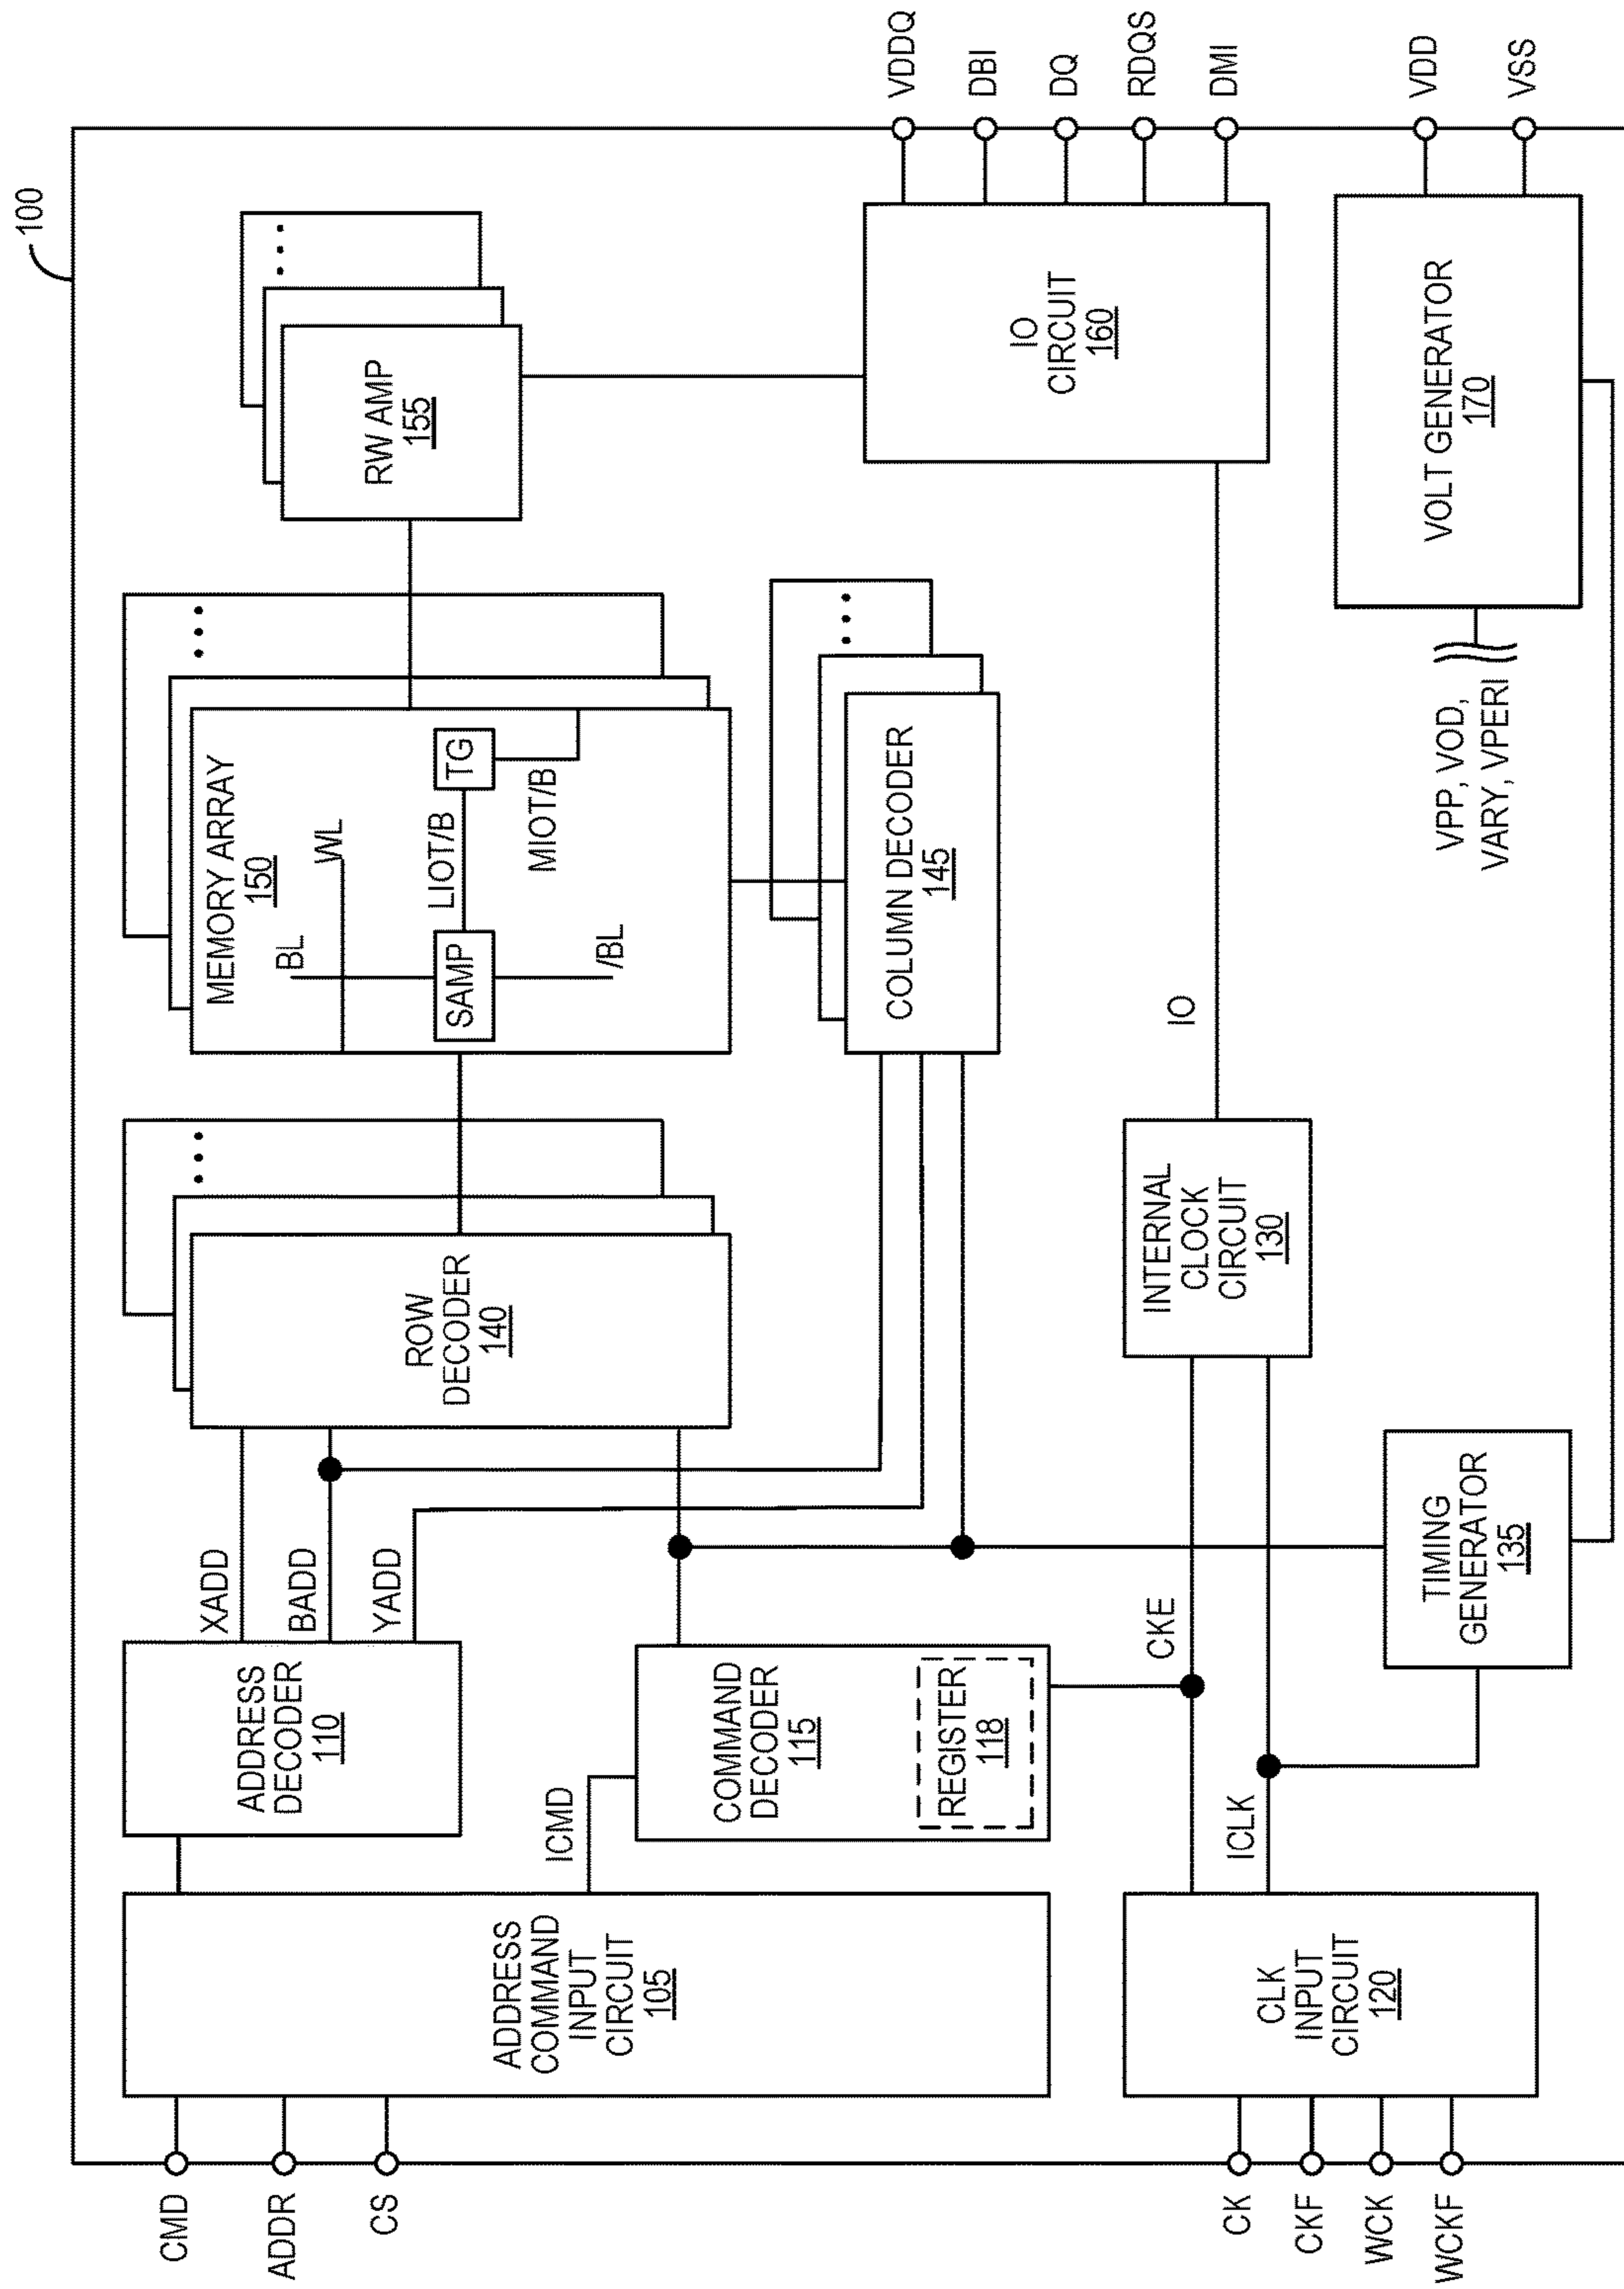 100
CMD
ADDR
CS
CK
CKF
WCK
WCKF
ADDRESS
COMMAND
INPUT
CIRCUIT
105
ADDRESS
DECODER
110
XADD
BADD
YADD
ICMD
COMMAND
DECODER
115
REGISTER
118
CLK
INPUT
CIRCUIT
120
CKE
ICLK
INTERNAL
CLOCK
CIRCUIT
130
TIMING
GENERATOR
135
ROW
DECODER
140
...
MEMORY ARRAY
150
BL
WL
SAMP
/BL
LIOT/B
TG
MIOT/B
...
COLUMN DECODER
145
...
RW AMP
155
...
IO
IO
CIRCUIT
160
VOLT GENERATOR
170
VPP, VOD,
VARY, VPERI
VDDQ
DBI
DQ
RDQS
DMI
VDD
VSS